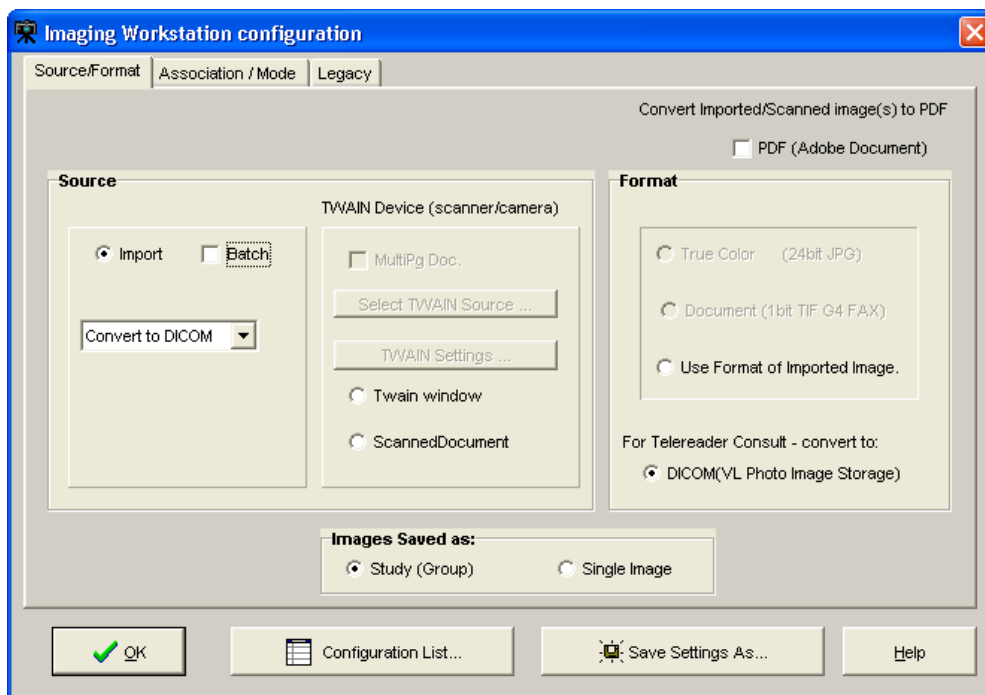 Imaging Workstation configuration
Source/Format
Association / Mode
Legacy
Convert Imported/Scanned image(s) to PDF
PDF (Adobe Document)
Source
TWAIN Device (scanner/camera)
Import
Batch
Convert to DICOM
MultiPg Doc.
Select TWAIN Source ...
TWAIN Settings ...
Twain window
ScannedDocument
Format
True Color (24bit JPG)
Document (1bit TIF G4 FAX)
Use Format of Imported Image.
For Telereader Consult - convert to:
DICOM(VL Photo Image Storage)
Images Saved as:
Study (Group)
Single Image
OK
Configuration List...
Save Settings As...
Help